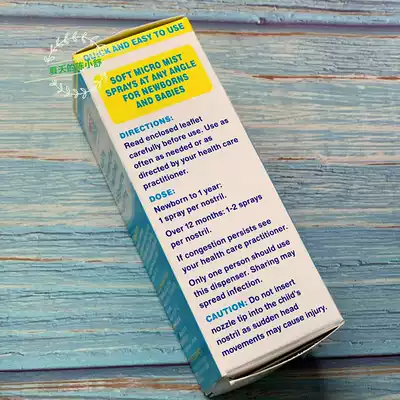 QUICK AND EASY TO USE
SOFT MICRO MIST
SPRAYS AT ANY ANGLE
FOR NEWBORNS
AND BABIES
DIRECTIONS:
Read enclosed leaflet
carefully before use. Use as
often as needed or as
directed by your health care
practitioner.
DOSE:
Newborn to 1 year:
1 spray per nostril.
Over 12 months: 1-2 sprays
per nostril.
If congestion persists see
your health care practitioner.
Only one person should use
this dispenser. Sharing may
spread infection.
CAUTION: Do not insert
nozzle tip into the child's
nostril as sudden head
movements may cause injury.